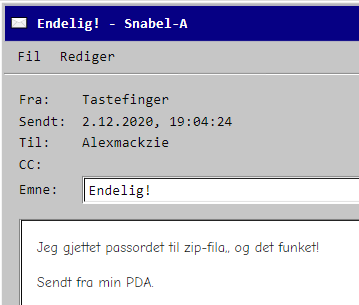 Endelig! - Snabel-A
Fil Rediger
Fra: Tastefinger
Sendt: 2.12.2020, 19:04:24
Til: Alexmackzie
CC:
Emne: Endelig!
Jeg gjettet passordet til zip-fila,, og det funket!
Sendt fra min PDA.